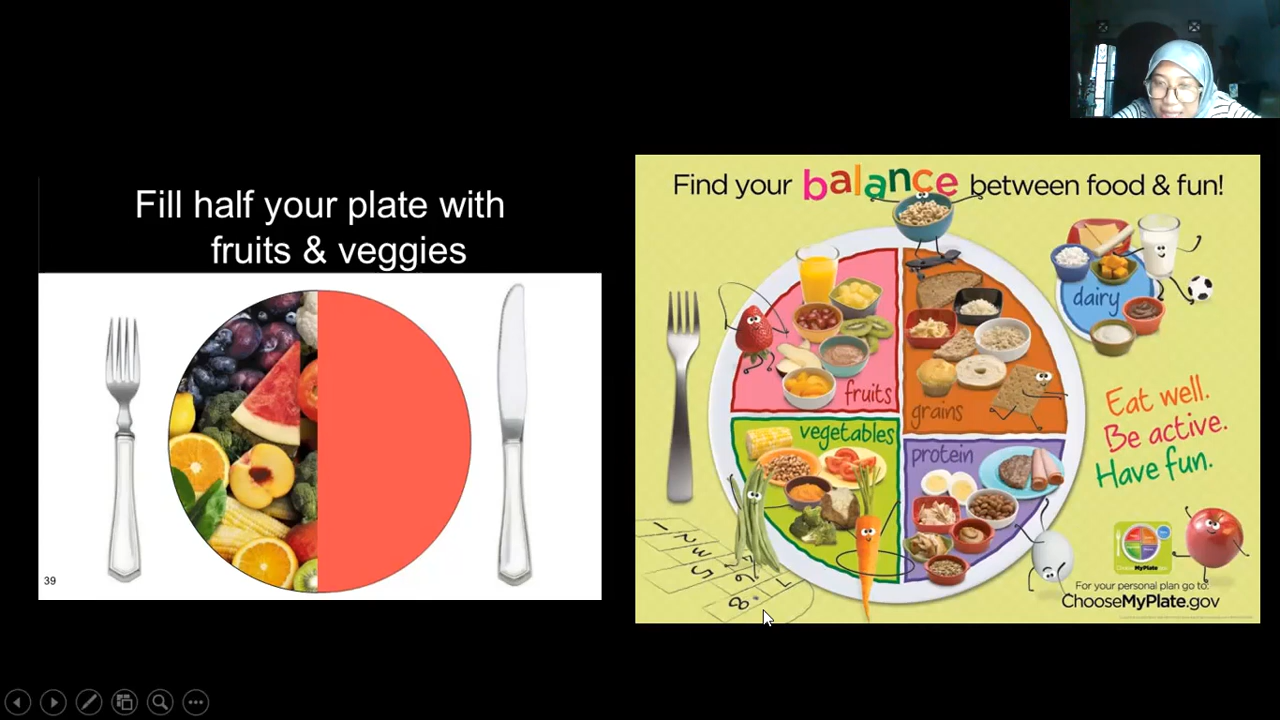 Fill half your plate with
fruits & veggies
39
Find your balance between food & fun!
fruits
grains
dairy
vegetables
protein
Eat well.
Be active.
Have fun.
MyPlate
For your personal plan go to:
ChooseMyPlate.gov